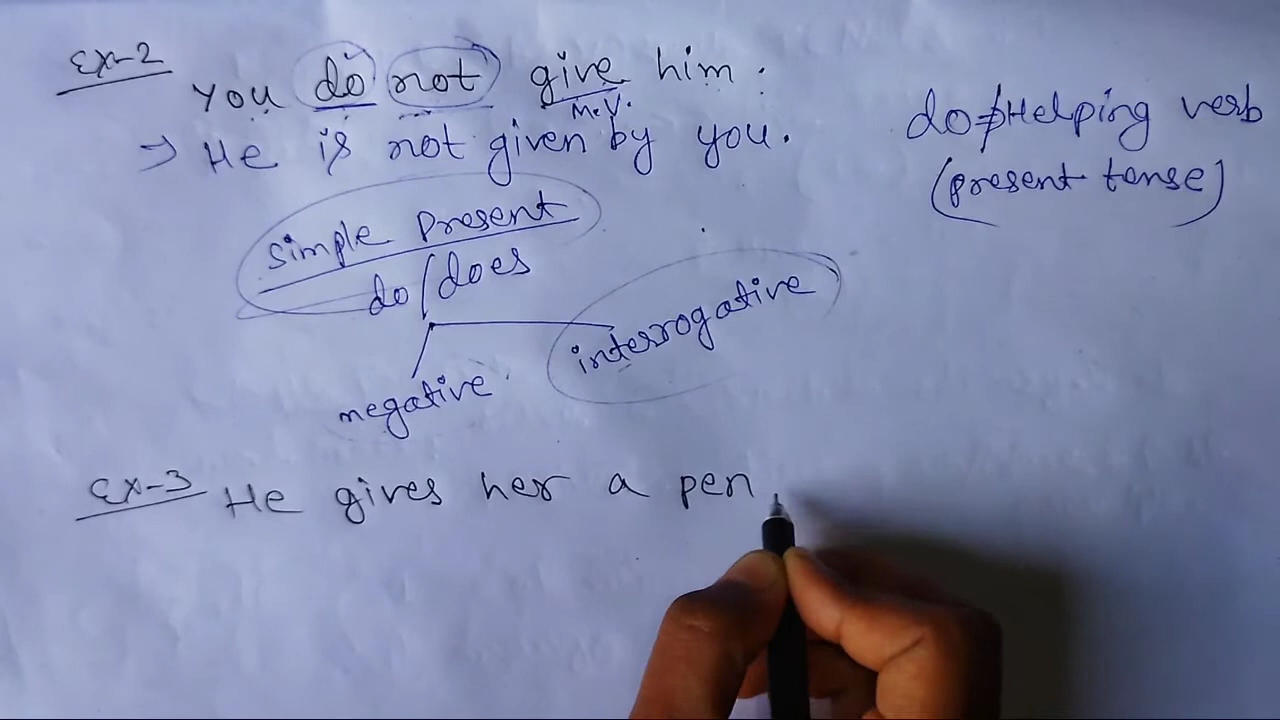 Ex-2
You do not give him.
M.V.
→ He is not given by you.
do≠Helping verb
(present tense)
Simple Present
do/does
negative
interrogative
Ex-3 He gives her a pen